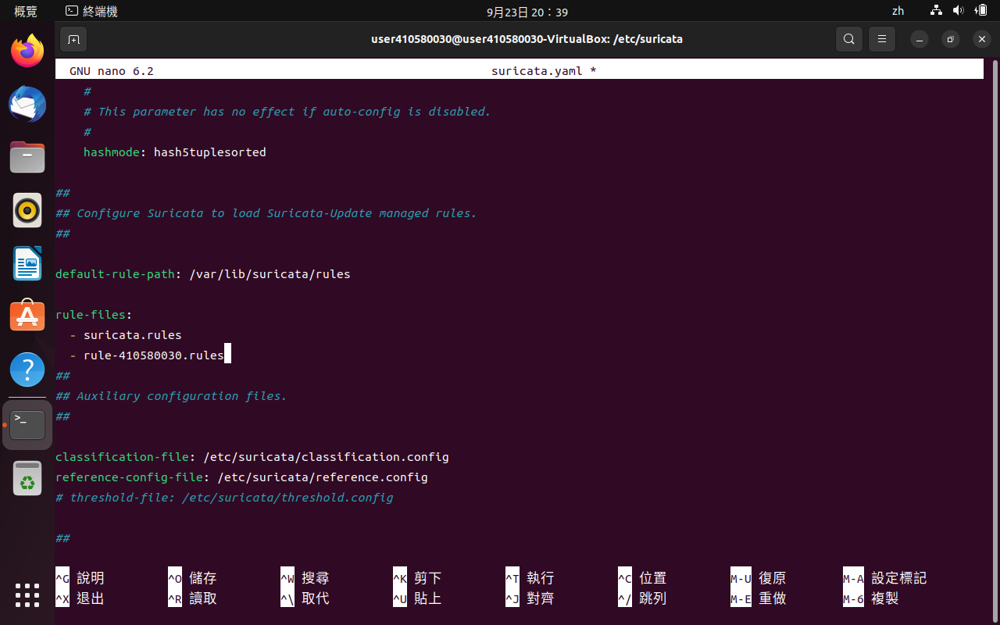 概覽 終端機 9月23日 20：39 zh
user410580030@user410580030-VirtualBox: /etc/suricata
GNU nano 6.2 suricata.yaml *
#
# This parameter has no effect if auto-config is disabled.
#
hashmode: hash5tuplesorted
##
## Configure Suricata to load Suricata-Update managed rules.
##
default-rule-path: /var/lib/suricata/rules
rule-files:
- suricata.rules
- rule-410580030.rules
##
## Auxiliary configuration files.
##
classification-file: /etc/suricata/classification.config
reference-config-file: /etc/suricata/reference.config
# threshold-file: /etc/suricata/threshold.config
##
^G 說明 ^O 儲存 ^W 搜尋 ^K 剪下 ^T 執行 ^C 位置 M-U 復原 M-A 設定標記
^X 退出 ^R 讀取 ^\ 取代 ^U 貼上 ^J 對齊 ^/ 跳列 M-E 重做 M-6 複製